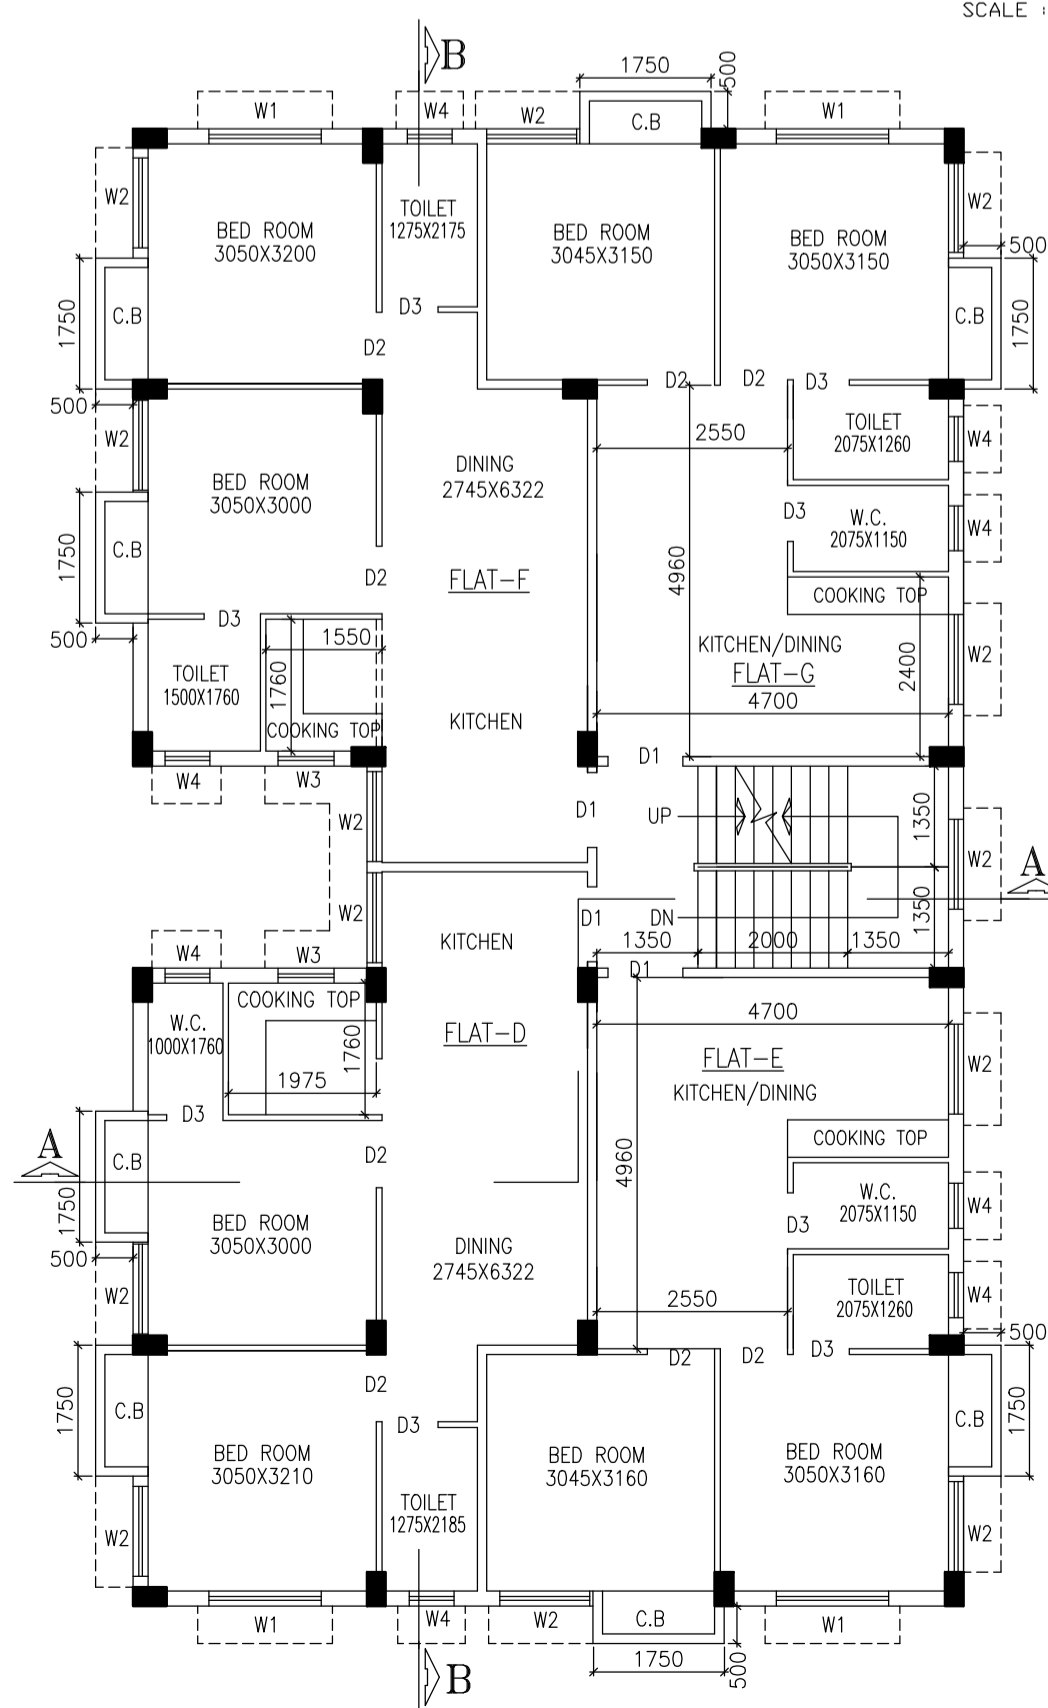 SCALE :
B
1750
500
W1
W4
W2
C.B
W1
W2
TOILET
1275X2175
W2
BED ROOM
3050X3200
BED ROOM
3045X3150
BED ROOM
3050X3150
500
1750
C.B
D3
C.B
1750
D2
500
D2
D2
D3
W2
2550
TOILET
2075X1260
W4
DINING
2745X6322
BED ROOM
3050X3000
D3
W.C.
2075X1150
W4
1750
C.B
D2
FLAT-F
4960
COOKING TOP
D3
500
1550
KITCHEN/DINING
FLAT-G
2400
W2
TOILET
1500X1760
1760
4700
KITCHEN
COOKING TOP
D1
W4
W3
W2
D1
UP
1350
W2
A
W2
D1
DN
1350
KITCHEN
1350
2000
1350
W4
W3
D1
COOKING TOP
W.C.
1000X1760
1760
FLAT-D
4700
FLAT-E
W2
1975
KITCHEN/DINING
D3
COOKING TOP
A
C.B
D2
4960
1750
W.C.
2075X1150
W4
BED ROOM
3050X3000
D3
500
DINING
2745X6322
W2
TOILET
2075X1260
W4
2550
500
D2
D2
D3
D2
1750
C.B
D3
C.B
1750
BED ROOM
3050X3210
BED ROOM
3045X3160
BED ROOM
3050X3160
TOILET
1275X2185
W2
W2
W1
W4
W2
C.B
W1
1750
500
B